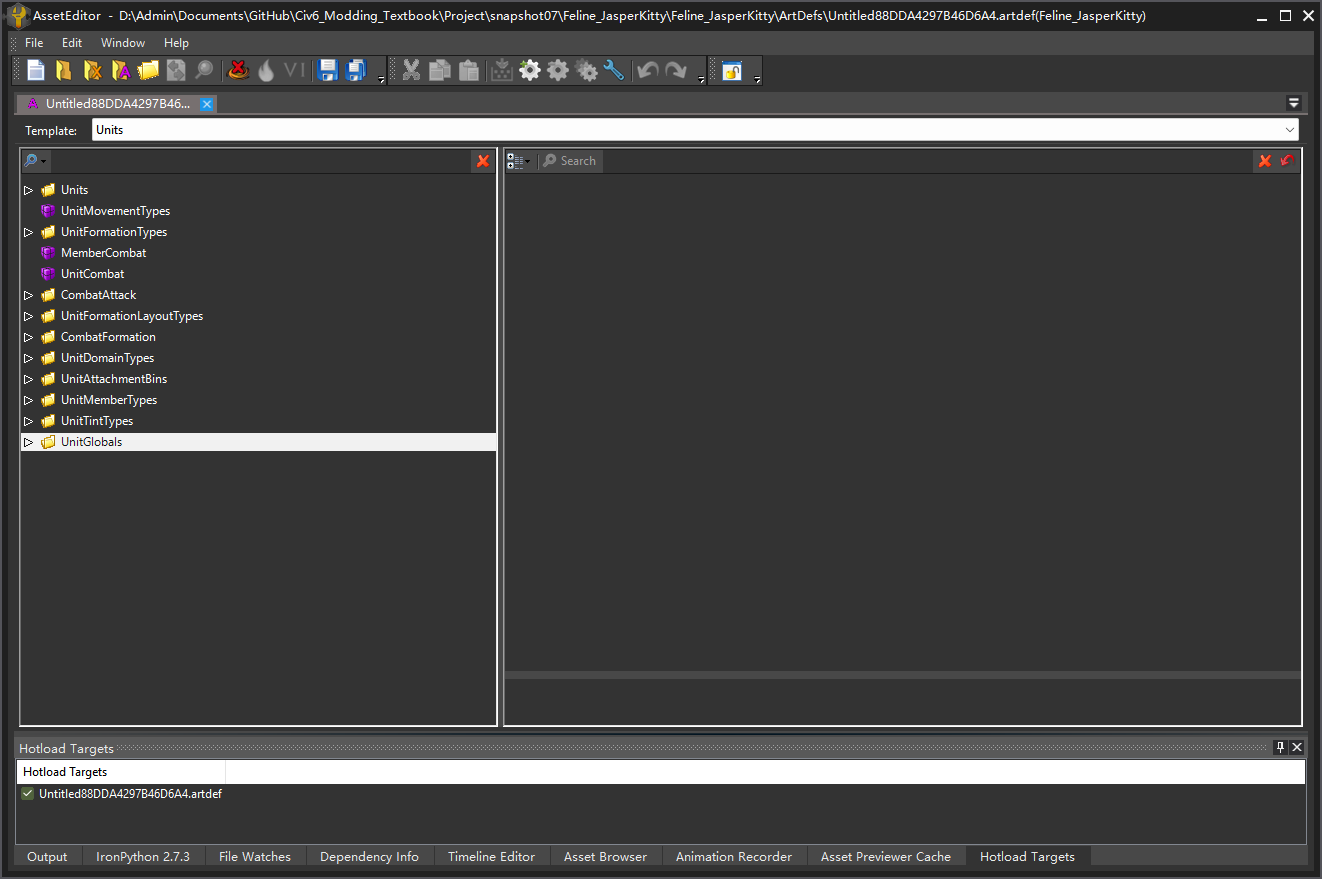 AssetEditor - D:\Admin\Documents\GitHub\Civ6_Modding_Textbook\Project\snapshot07\Feline_JasperKitty\Feline_JasperKitty\ArtDefs\Untitled88DDA4297B46D6A4.artdef(Feline_JasperKitty)
File Edit Window Help
VI
Untitled88DDA4297B46...
Template: Units
Search
Units
UnitMovementTypes
UnitFormationTypes
MemberCombat
UnitCombat
CombatAttack
UnitFormationLayoutTypes
CombatFormation
UnitDomainTypes
UnitAttachmentBins
UnitMemberTypes
UnitTintTypes
UnitGlobals
Hotload Targets
Hotload Targets
Untitled88DDA4297B46D6A4.artdef
Output IronPython 2.7.3 File Watches Dependency Info Timeline Editor Asset Browser Animation Recorder Asset Previewer Cache Hotload Targets